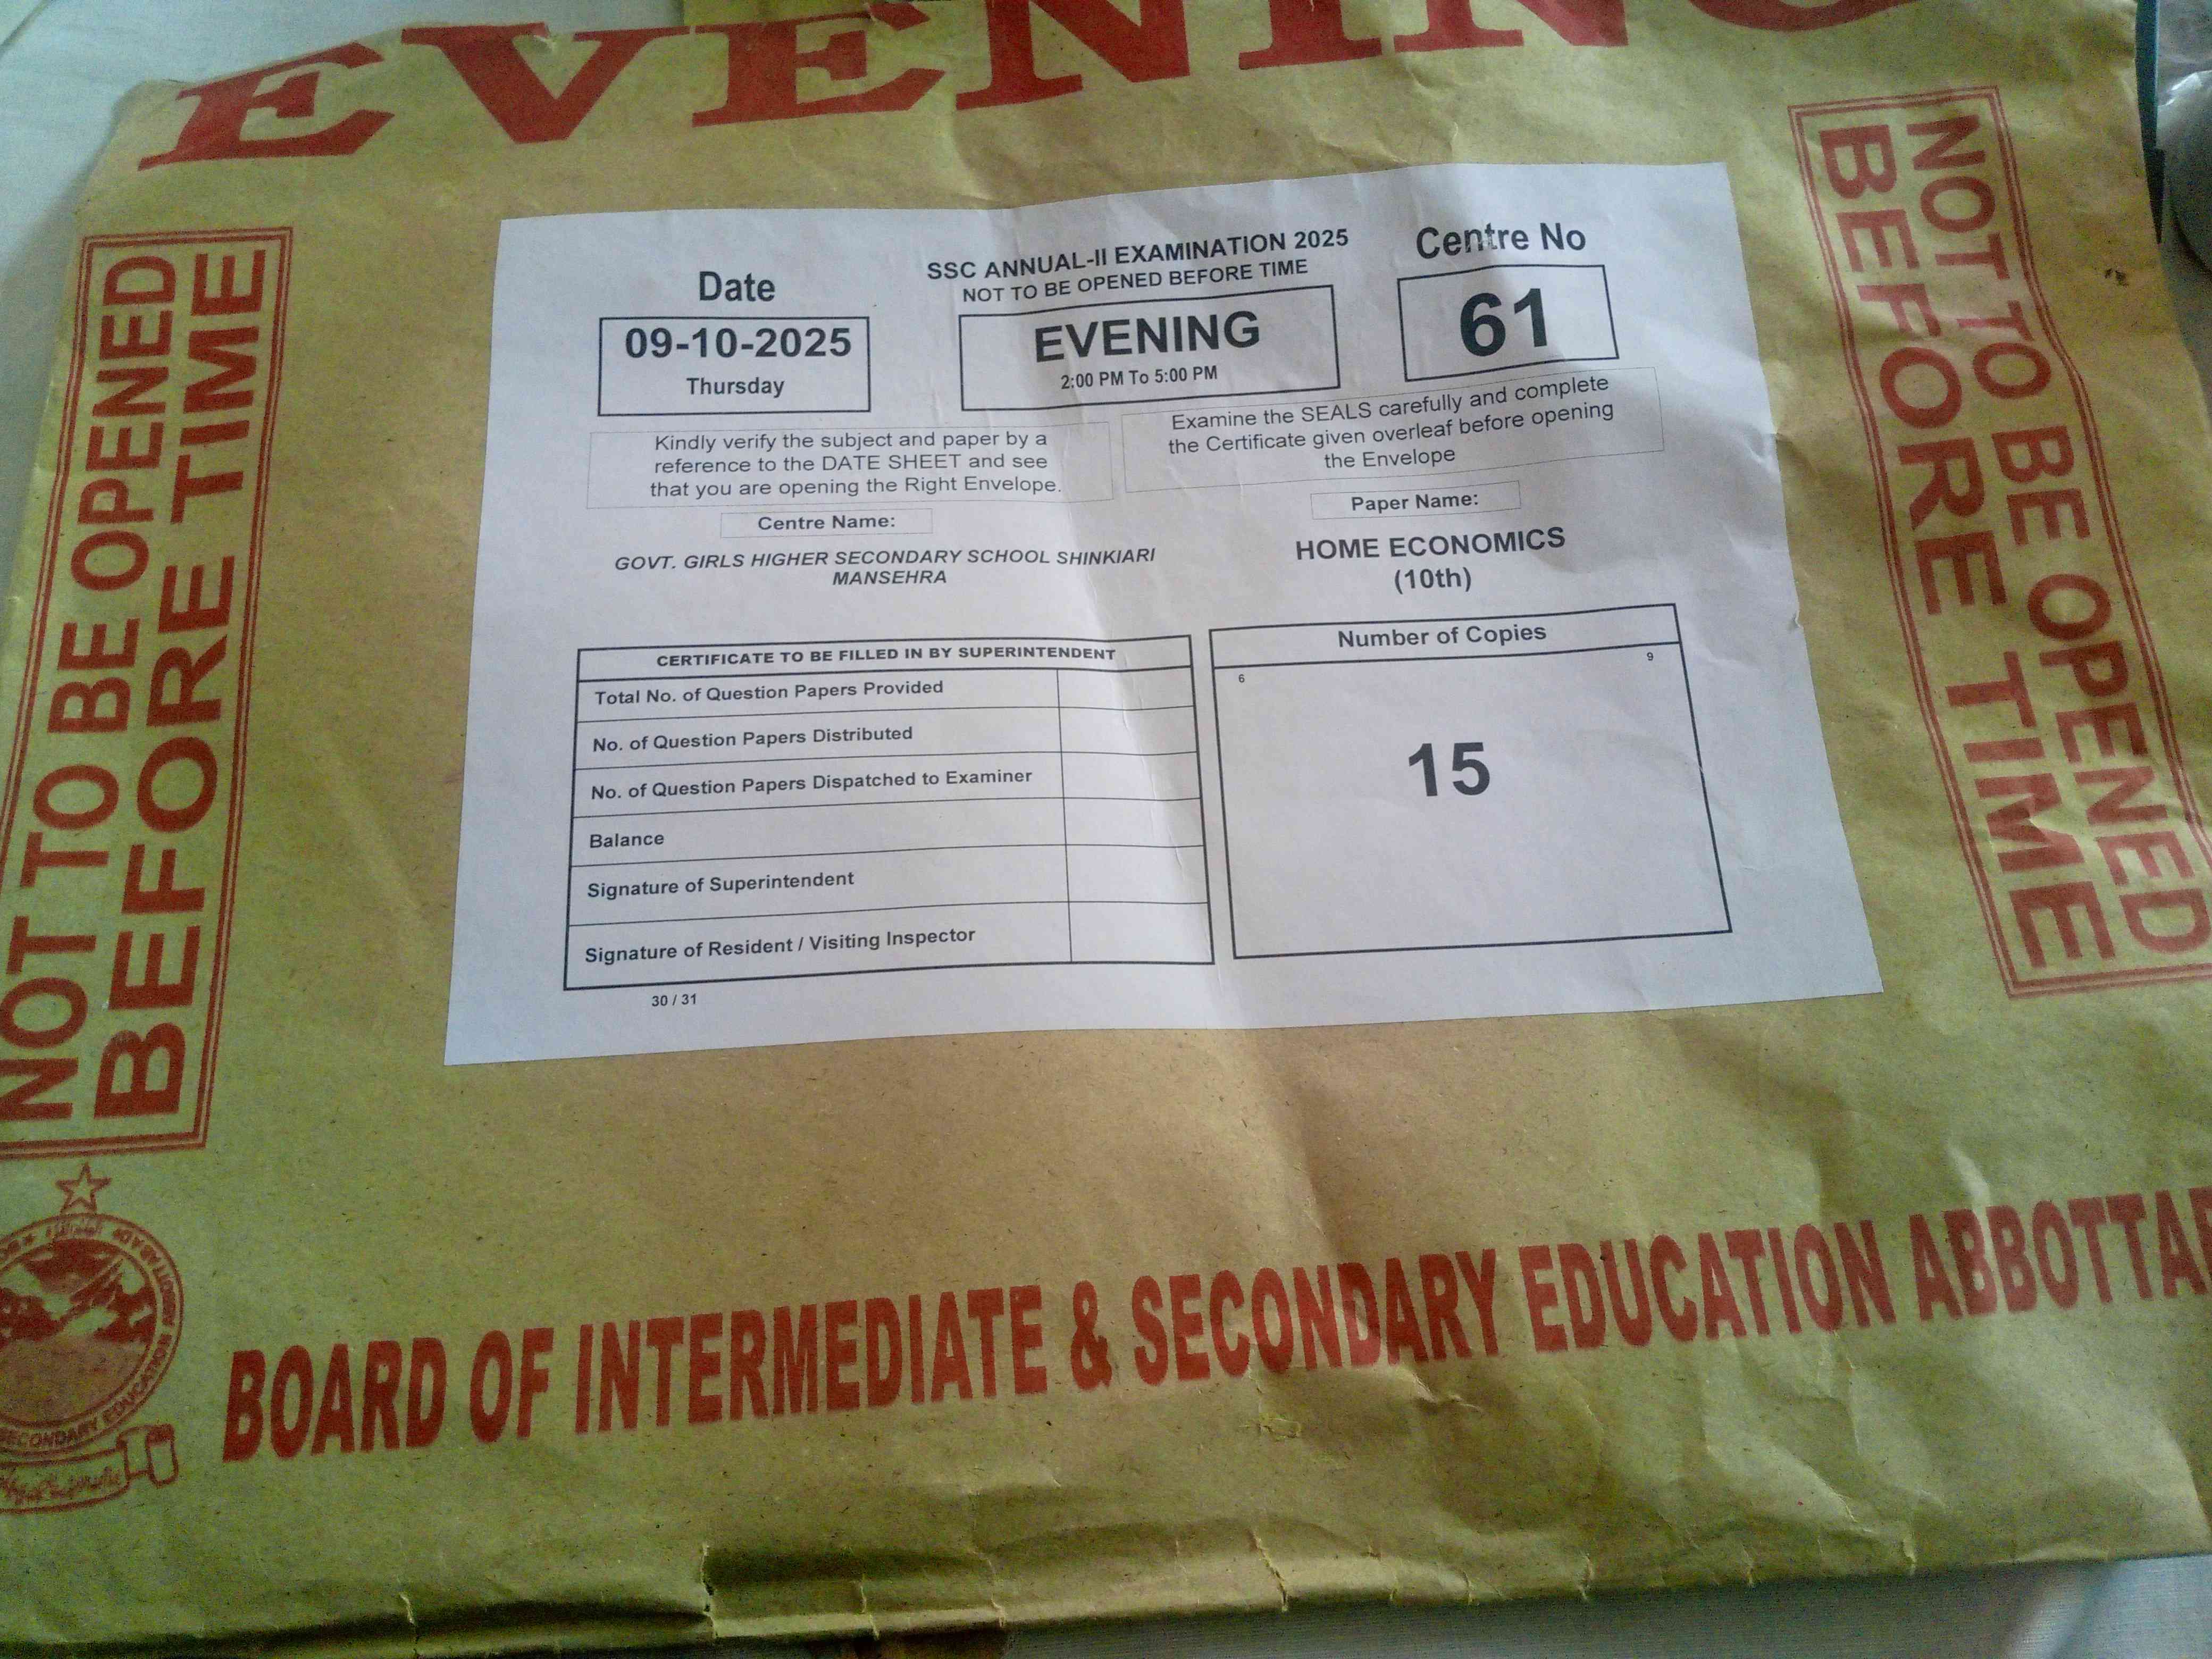 EVENING
NOT TO BE OPENED
BEFORE TIME
NOT TO BE OPENED
BEFORE TIME
Date
09-10-2025
Thursday
SSC ANNUAL-II EXAMINATION 2025
NOT TO BE OPENED BEFORE TIME
EVENING
2:00 PM To 5:00 PM
Centre No
61
Kindly verify the subject and paper by a
reference to the DATE SHEET and see
that you are opening the Right Envelope.
Examine the SEALS carefully and complete
the Certificate given overleaf before opening
the Envelope
Centre Name:
GOVT. GIRLS HIGHER SECONDARY SCHOOL SHINKIARI
MANSEHRA
Paper Name:
HOME ECONOMICS
(10th)
CERTIFICATE TO BE FILLED IN BY SUPERINTENDENT
Total No. of Question Papers Provided
No. of Question Papers Distributed
No. of Question Papers Dispatched to Examiner
Balance
Signature of Superintendent
Signature of Resident / Visiting Inspector
30 / 31
Number of Copies
6
9
15
SECONDARY EDUCATION
BOARD OF INTERMEDIATE & SECONDARY EDUCATION ABBOTTA